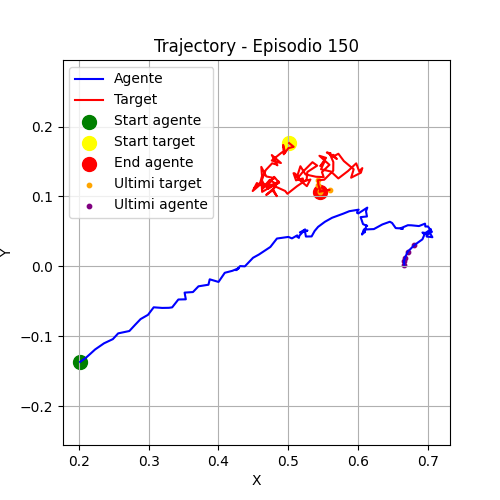 Trajectory - Episodio 150
Agente
Target
Start agente
Start target
End agente
Ultimi target
Ultimi agente
Y
0.2
0.1
0.0
−0.1
−0.2
0.2 0.3 0.4 0.5 0.6 0.7
X